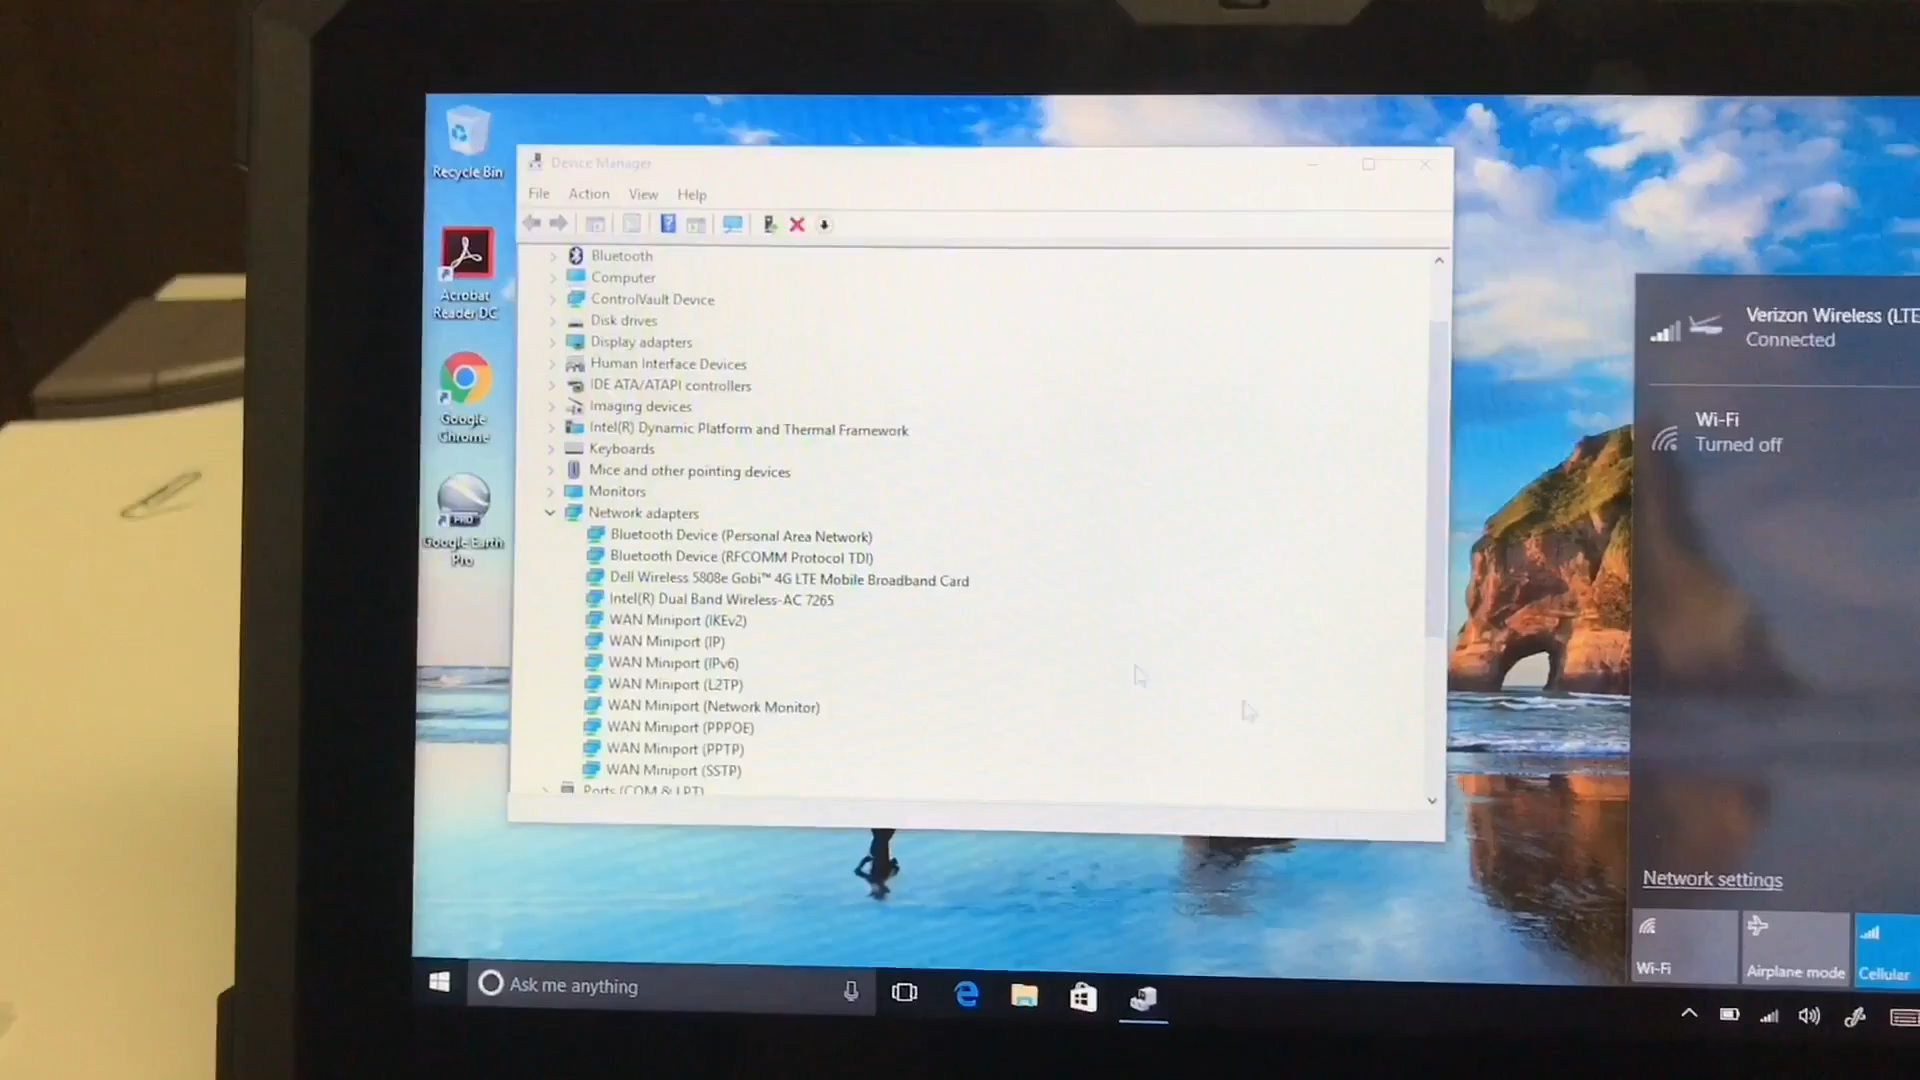 Recycle Bin
Acrobat
Reader DC
Google
Chrome
PRO
Google Earth
Pro
Device Manager
File Action View Help
Bluetooth
Computer
ControlVault Device
Disk drives
Display adapters
Human Interface Devices
IDE ATA/ATAPI controllers
Imaging devices
Intel(R) Dynamic Platform and Thermal Framework
Keyboards
Mice and other pointing devices
Monitors
Network adapters
Bluetooth Device (Personal Area Network)
Bluetooth Device (RFCOMM Protocol TDI)
Dell Wireless 5808e Gobi™ 4G LTE Mobile Broadband Card
Intel(R) Dual Band Wireless-AC 7265
WAN Miniport (IKEv2)
WAN Miniport (IP)
WAN Miniport (IPv6)
WAN Miniport (L2TP)
WAN Miniport (Network Monitor)
WAN Miniport (PPPOE)
WAN Miniport (PPTP)
WAN Miniport (SSTP)
Ports (COM & LPT)
Verizon Wireless (LTE
Connected
Wi-Fi
Turned off
Network settings
Wi-Fi
Airplane mode
Cellular
Ask me anything